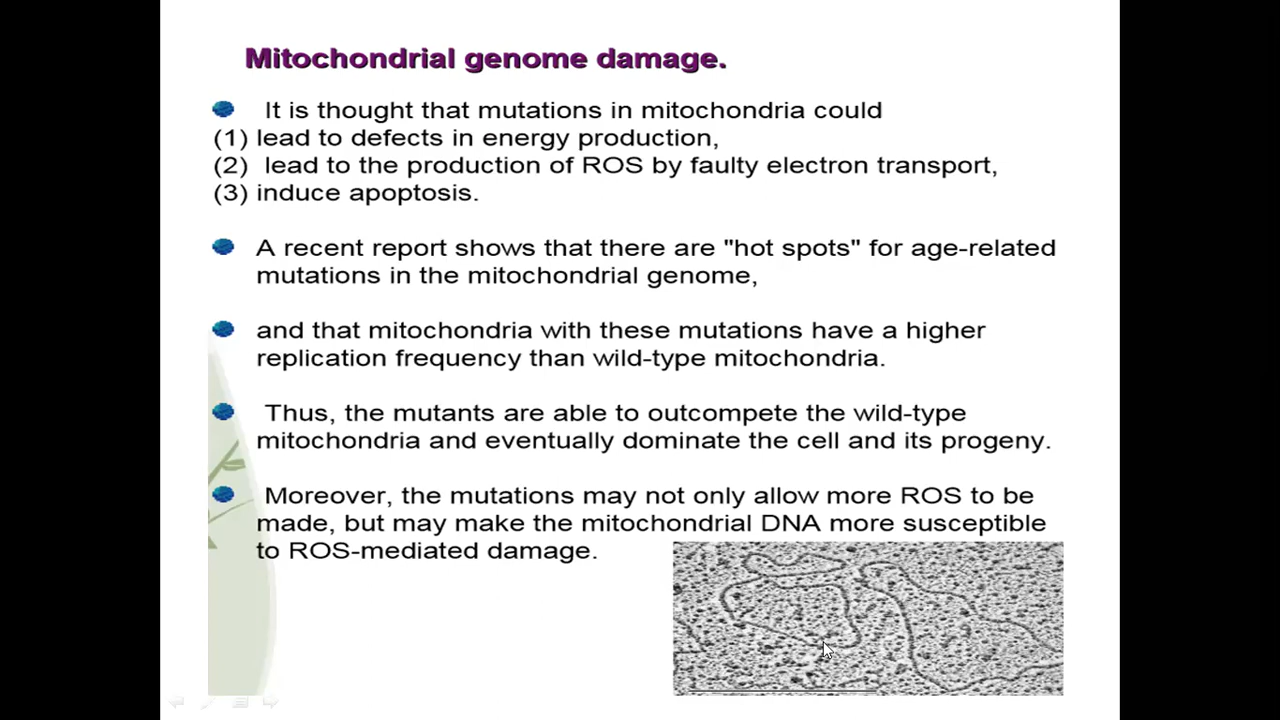 Mitochondrial genome damage.
It is thought that mutations in mitochondria could
(1) lead to defects in energy production,
(2) lead to the production of ROS by faulty electron transport,
(3) induce apoptosis.
A recent report shows that there are "hot spots" for age-related
mutations in the mitochondrial genome,
and that mitochondria with these mutations have a higher
replication frequency than wild-type mitochondria.
Thus, the mutants are able to outcompete the wild-type
mitochondria and eventually dominate the cell and its progeny.
Moreover, the mutations may not only allow more ROS to be
made, but may make the mitochondrial DNA more susceptible
to ROS-mediated damage.